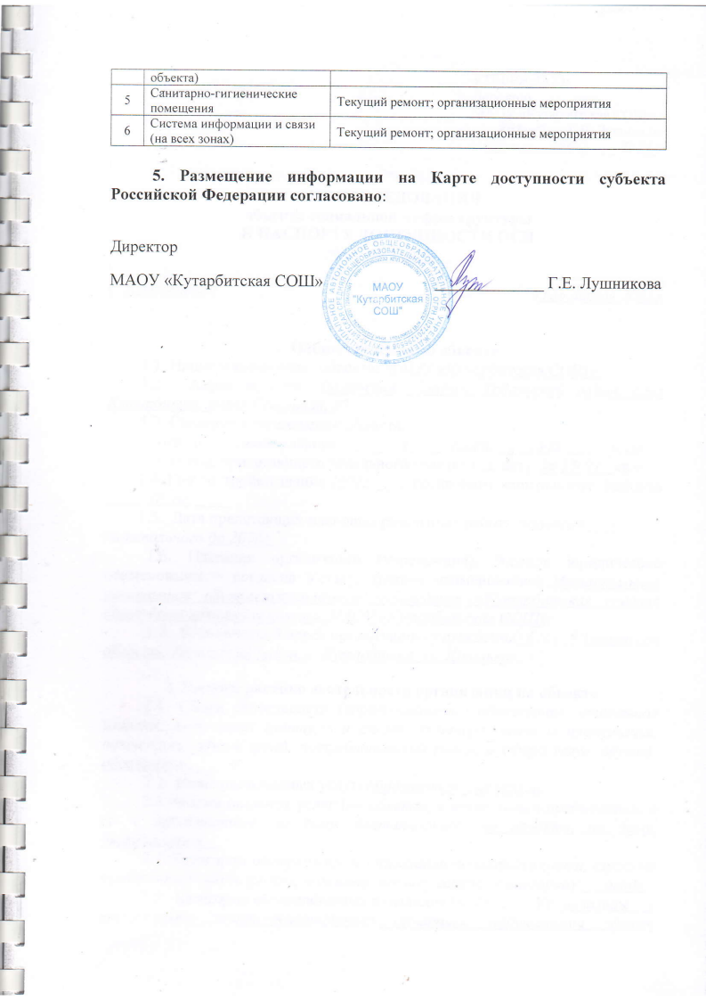 объекта)
5 Санитарно-гигиенические
помещения Текущий ремонт; организационные мероприятия
6 Система информации и связи
(на всех зонах) Текущий ремонт; организационные мероприятия
5. Размещение информации на Карте доступности субъекта
Российской Федерации согласовано:
Директор
МАОУ «Кутарбитская СОШ» ______________ Г.Е. Лушникова
МАОУ
"Кутарбитская
СОШ"